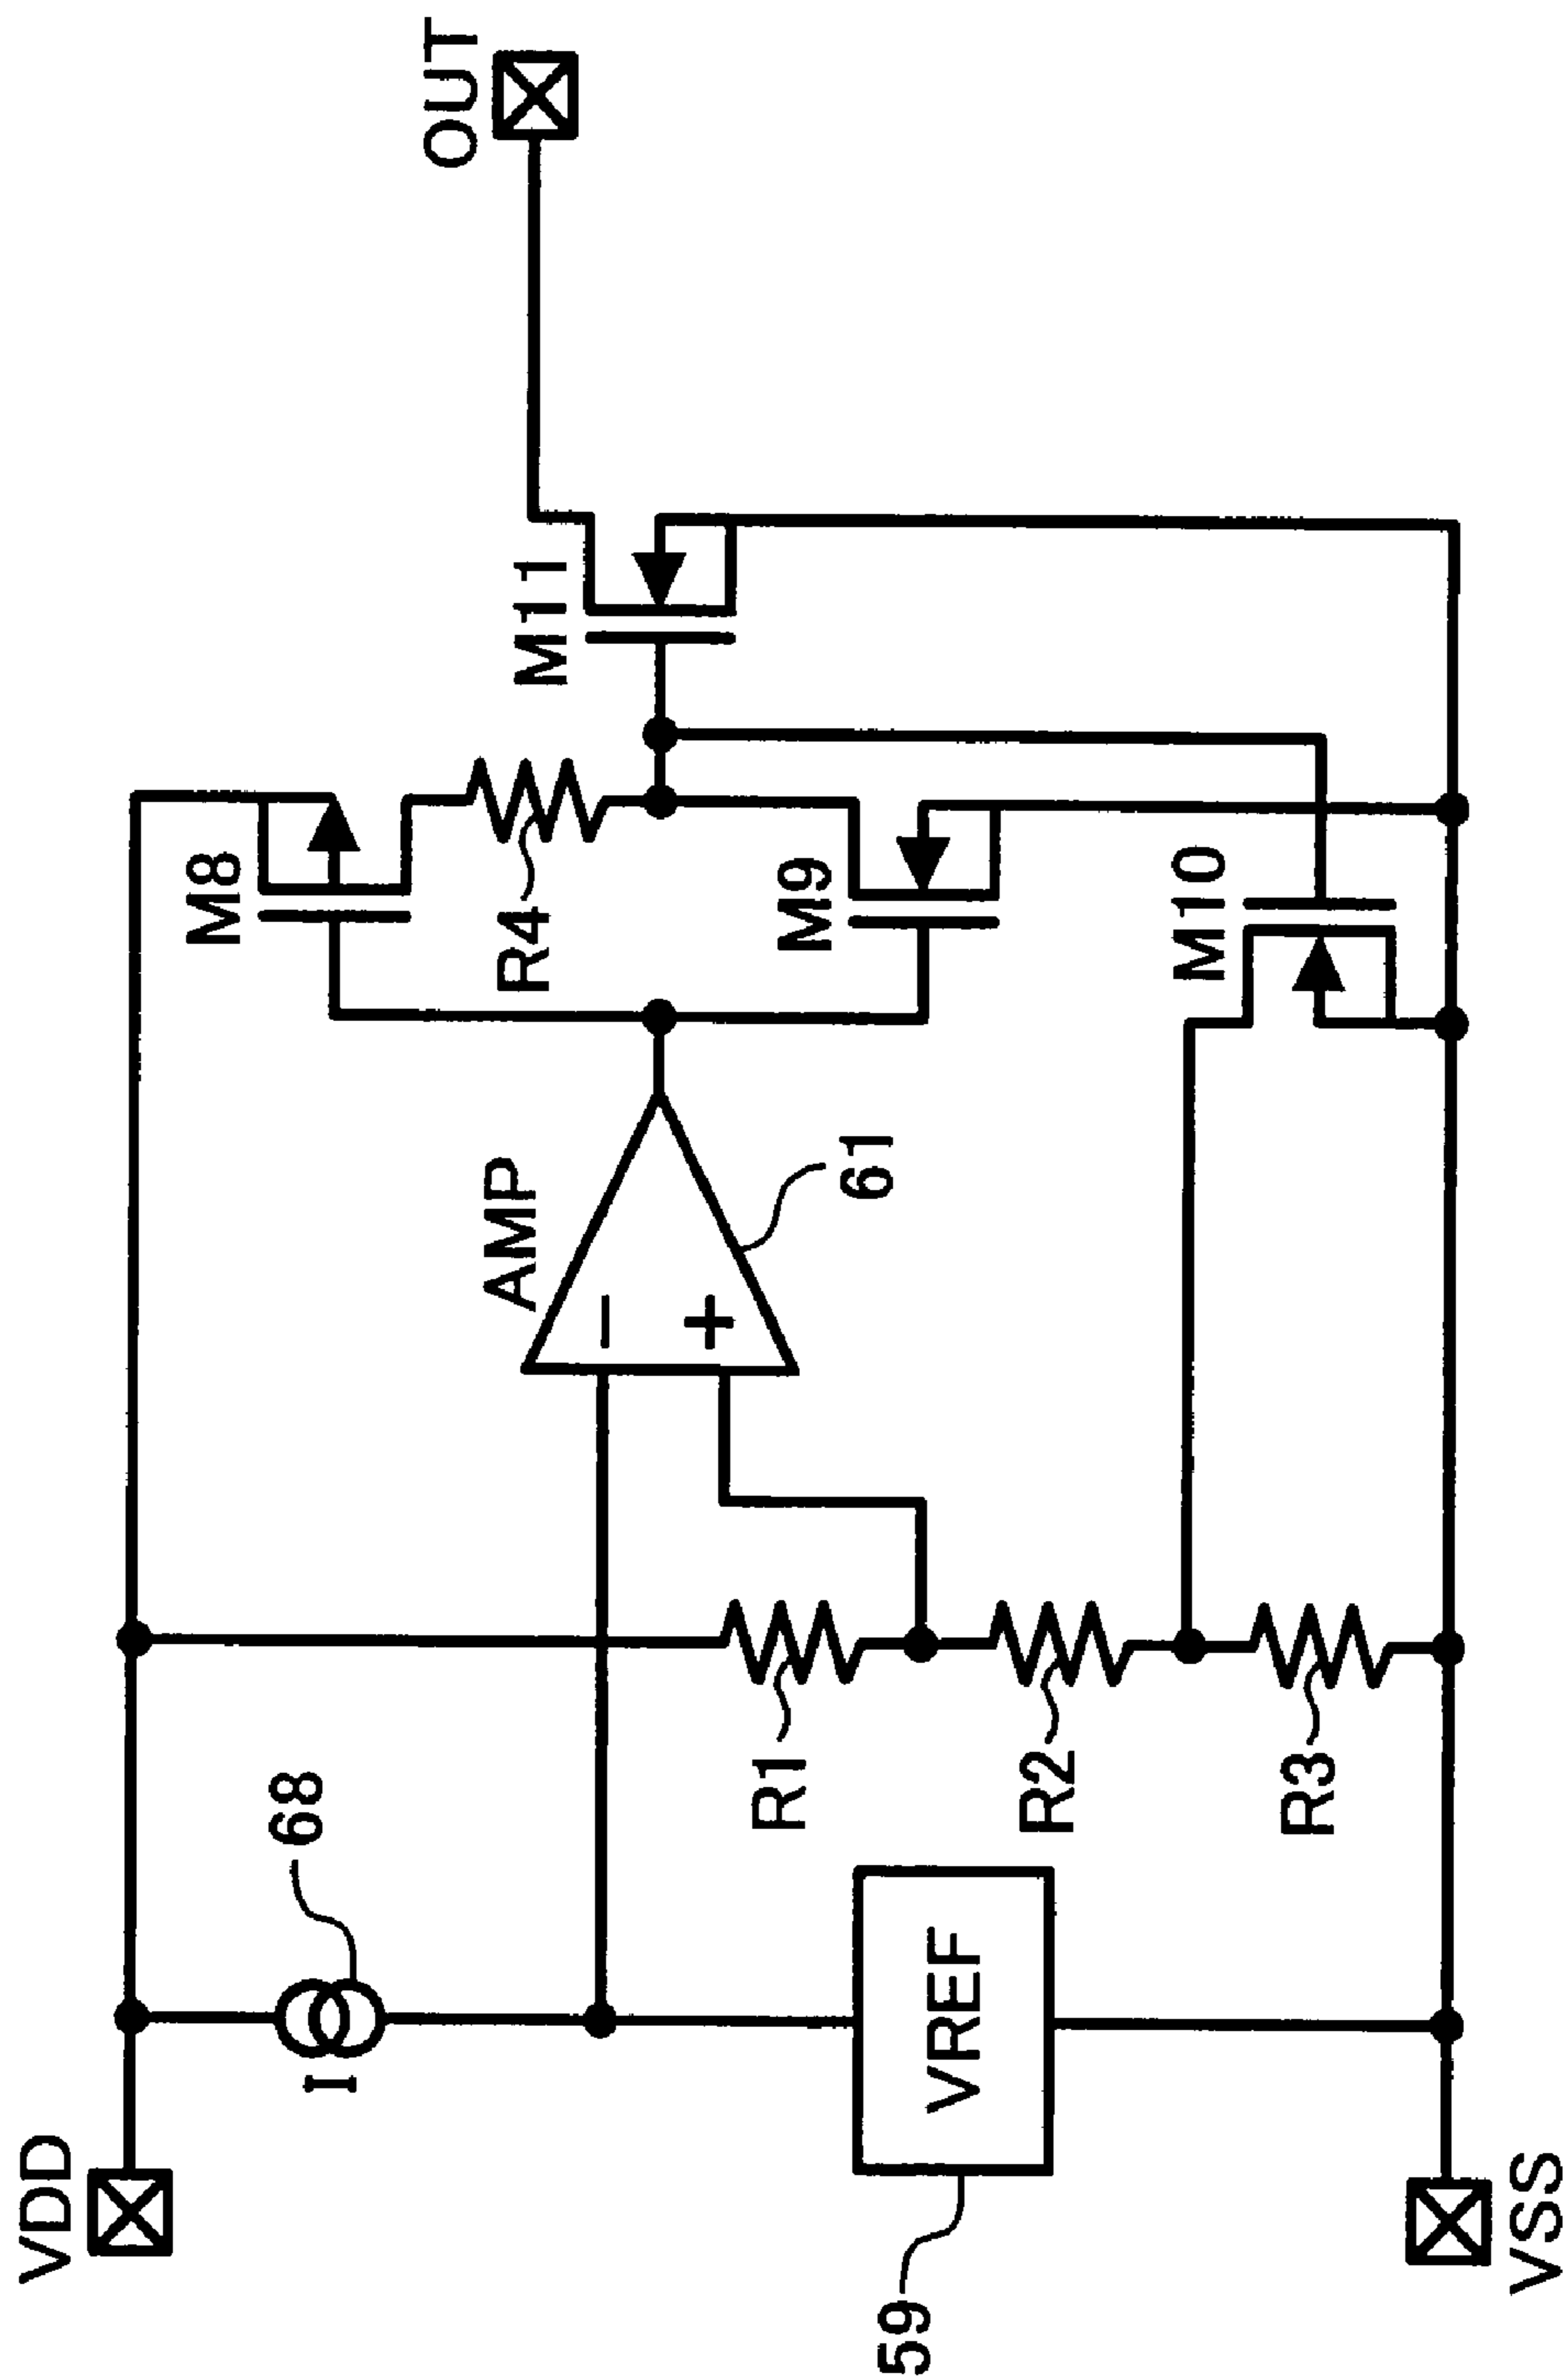 VDD
I
68
59
VREF
VSS
R1
R2
R3
AMP
-
+
61
M8
R4
M9
M10
M11
OUT